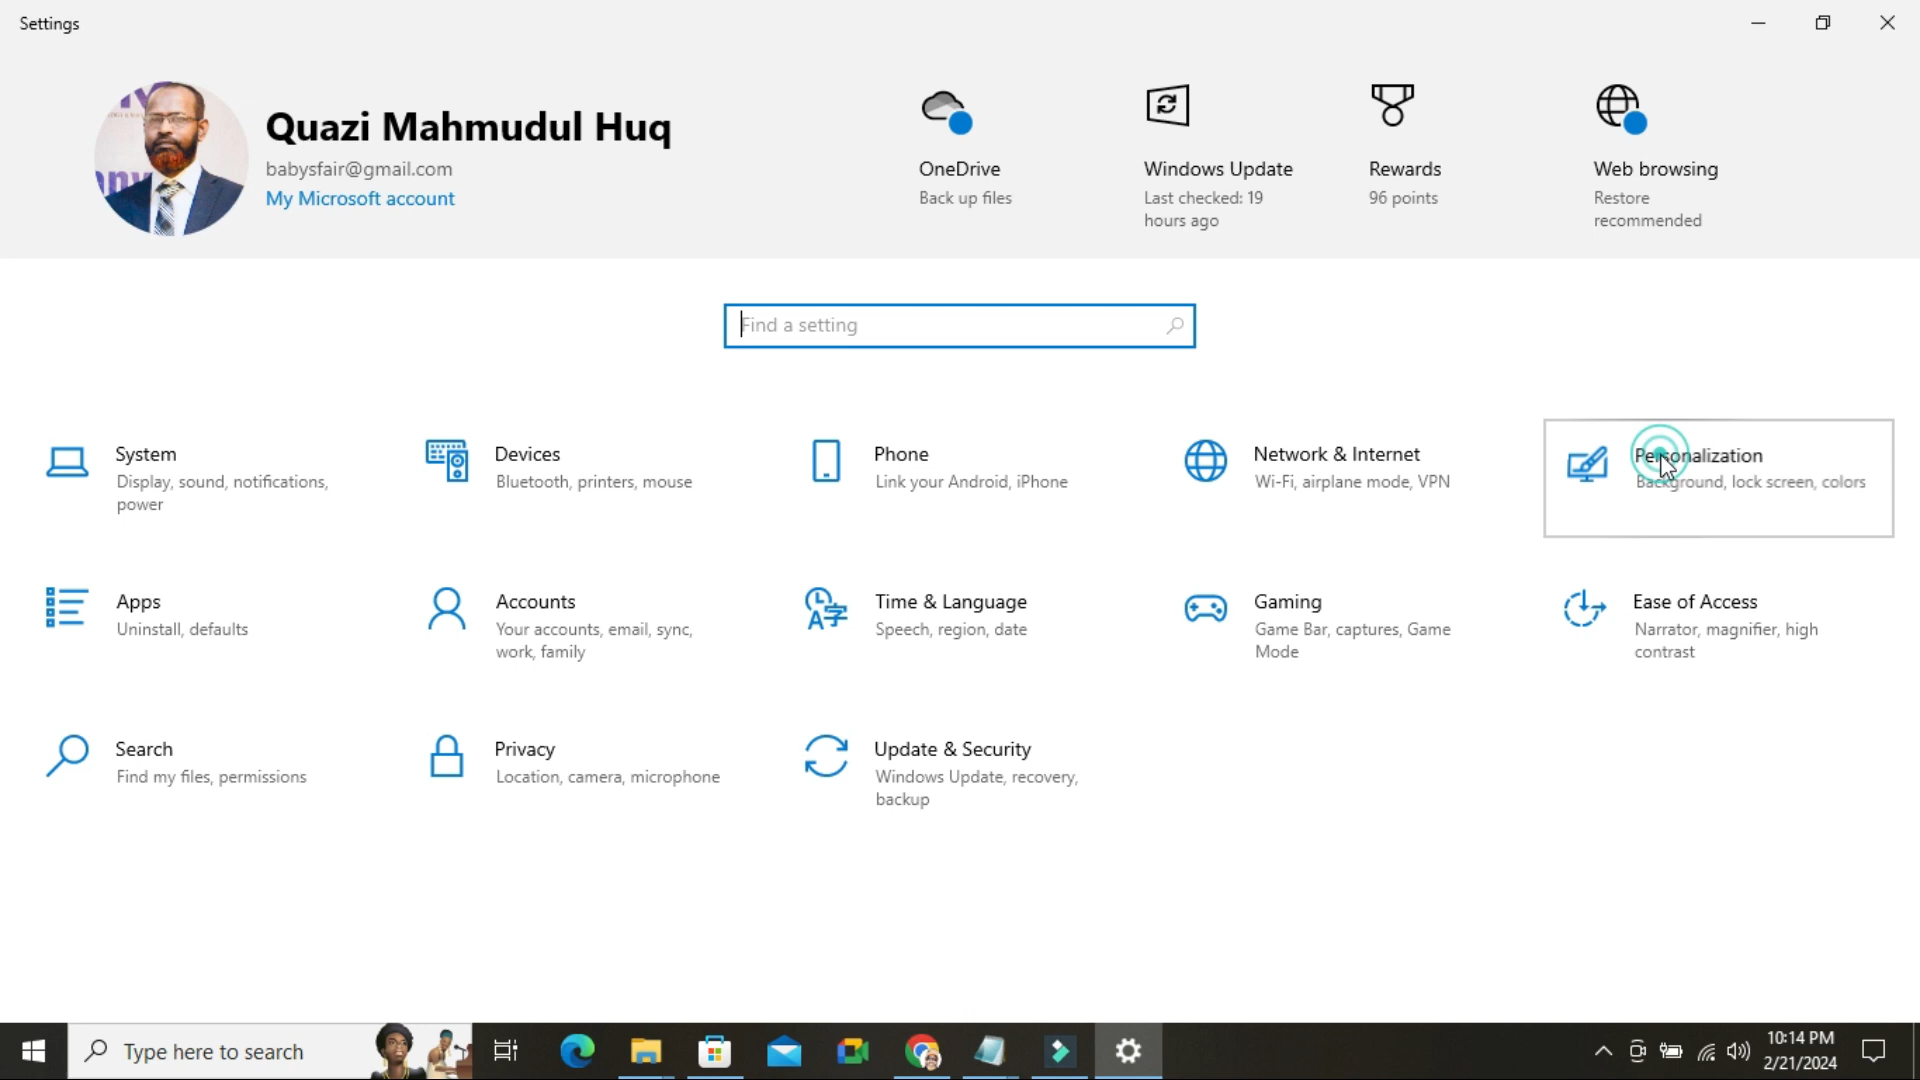 Settings
Quazi Mahmudul Huq
babysfair@gmail.com
My Microsoft account
OneDrive
Back up files
Windows Update
Last checked: 19
hours ago
Rewards
96 points
Web browsing
Restore
recommended
Find a setting
System
Display, sound, notifications,
power
Devices
Bluetooth, printers, mouse
Phone
Link your Android, iPhone
Network & Internet
Wi-Fi, airplane mode, VPN
Personalization
Background, lock screen, colors
Apps
Uninstall, defaults
Accounts
Your accounts, email, sync,
work, family
Time & Language
Speech, region, date
Gaming
Game Bar, captures, Game
Mode
Ease of Access
Narrator, magnifier, high
contrast
Search
Find my files, permissions
Privacy
Location, camera, microphone
Update & Security
Windows Update, recovery,
backup
Type here to search
10:14 PM
2/21/2024